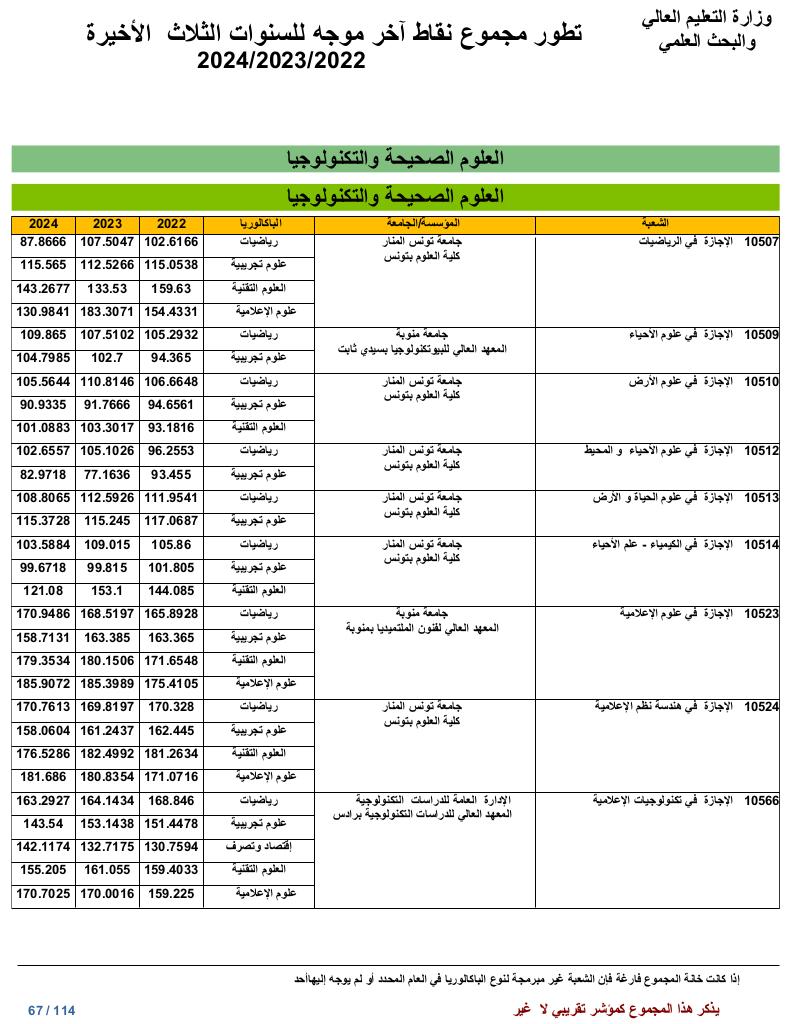 وزارة التعليم العالي
والبحث العلمي
تطور مجموع نقاط آخر موجه للسنوات الثلاث الأخيرة
2024/2023/2022
العلوم الصحيحة والتكنولوجيا
العلوم الصحيحة والتكنولوجيا
الشعبة المؤسسة/الجامعة الباكالوريا 2022 2023 2024
10507 الإجازة في الرياضيات جامعة تونس المنار رياضيات 102.6166 107.5047 87.8666
كلية العلوم بتونس علوم تجريبية 115.0538 112.5266 115.565
العلوم التقنية 159.63 133.53 143.2677
علوم الإعلامية 154.4331 183.3071 130.9841
10509 الإجازة في علوم الأحياء جامعة منوبة رياضيات 105.2932 107.5102 109.865
المعهد العالي للبيوتكنولوجيا بسيدي ثابت علوم تجريبية 94.365 102.7 104.7985
10510 الإجازة في علوم الأرض جامعة تونس المنار رياضيات 106.6648 110.8146 105.5644
كلية العلوم بتونس علوم تجريبية 94.6561 91.7666 90.9335
العلوم التقنية 93.1816 103.3017 101.0883
10512 الإجازة في علوم الأحياء و المحيط جامعة تونس المنار رياضيات 96.2553 105.1026 102.6557
كلية العلوم بتونس علوم تجريبية 93.455 77.1636 82.9718
10513 الإجازة في علوم الحياة و الأرض جامعة تونس المنار رياضيات 111.9541 112.5926 108.8065
كلية العلوم بتونس علوم تجريبية 117.0687 115.245 115.3728
10514 الإجازة في الكيمياء - علم الأحياء جامعة تونس المنار رياضيات 105.86 109.015 103.5884
كلية العلوم بتونس علوم تجريبية 101.805 99.815 99.6718
العلوم التقنية 144.085 153.1 121.08
10523 الإجازة في علوم الإعلامية جامعة منوبة رياضيات 165.8928 168.5197 170.9486
المعهد العالي لفنون الملتميديا بمنوبة علوم تجريبية 163.365 163.385 158.7131
العلوم التقنية 171.6548 180.1506 179.3534
علوم الإعلامية 175.4105 185.3989 185.9072
10524 الإجازة في هندسة نظم الإعلامية جامعة تونس المنار رياضيات 170.328 169.8197 170.7613
كلية العلوم بتونس علوم تجريبية 162.445 161.2437 158.0604
العلوم التقنية 181.2634 182.4992 176.5286
علوم الإعلامية 171.0716 180.8354 181.686
10566 الإجازة في تكنولوجيات الإعلامية الإدارة العامة للدراسات التكنولوجية رياضيات 168.846 164.1434 163.2927
المعهد العالي للدراسات التكنولوجية برادس علوم تجريبية 151.4478 153.1438 143.54
إقتصاد وتصرف 130.7594 132.7175 142.1174
العلوم التقنية 159.4033 161.055 155.205
علوم الإعلامية 159.225 170.0016 170.7025
إذا كانت خانة المجموع فارغة فإن الشعبة غير مبرمجة لنوع الباكالوريا في العام المحدد أو لم يوجه إليهاأحد
يذكر هذا المجموع كمؤشر تقريبي لا غير
67 / 114